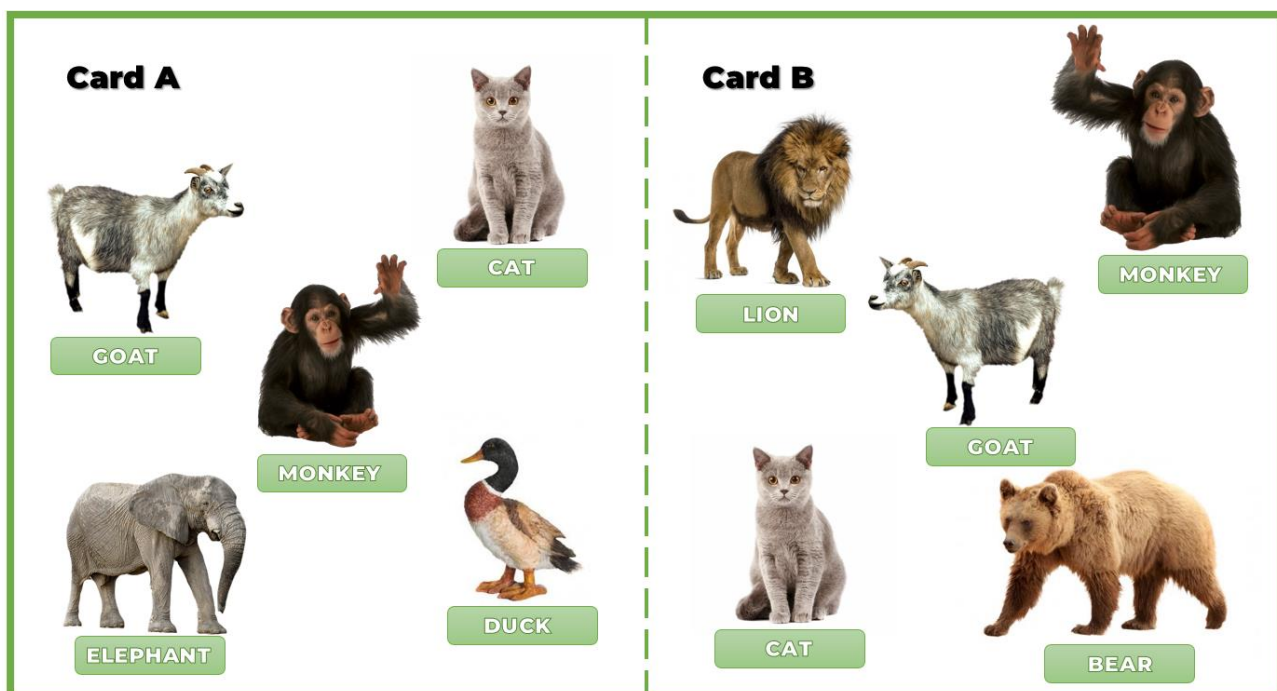 Card A
CAT
GOAT
MONKEY
ELEPHANT
DUCK
Card B
MONKEY
LION
GOAT
CAT
BEAR